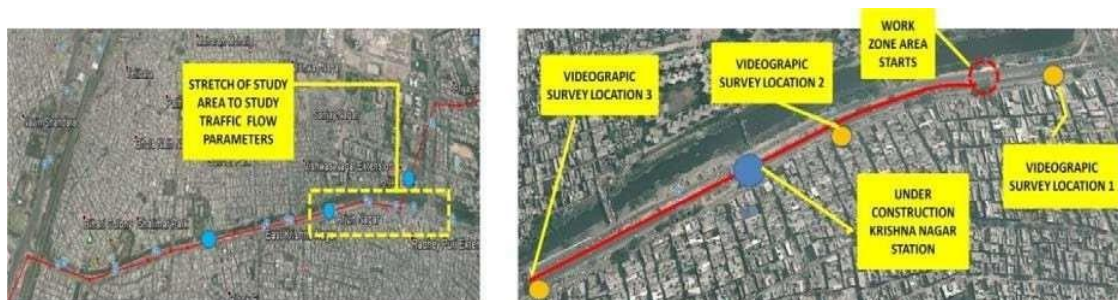 STRETCH OF STUDY
AREA TO STUDY
TRAFFIC FLOW
PARAMETERS
WORK
ZONE AREA
STARTS
VIDEOGRAPIC
SURVEY LOCATION 3
VIDEOGRAPIC
SURVEY LOCATION 2
VIDEOGRAPIC
SURVEY LOCATION 1
UNDER
CONSTRUCTION
KRISHNA NAGAR
STATION